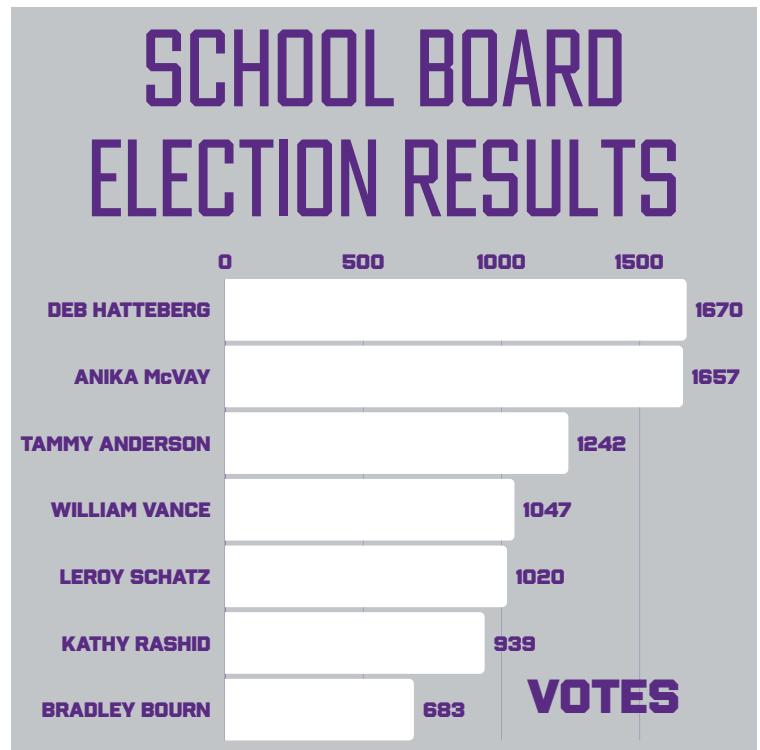 SCHOOL BOARD
ELECTION RESULTS
0 500 1000 1500
DEB HATTEBERG 1670
ANIKA McVAY 1657
TAMMY ANDERSON 1242
WILLIAM VANCE 1047
LEROY SCHATZ 1020
KATHY RASHID 939
BRADLEY BOURN 683
VOTES